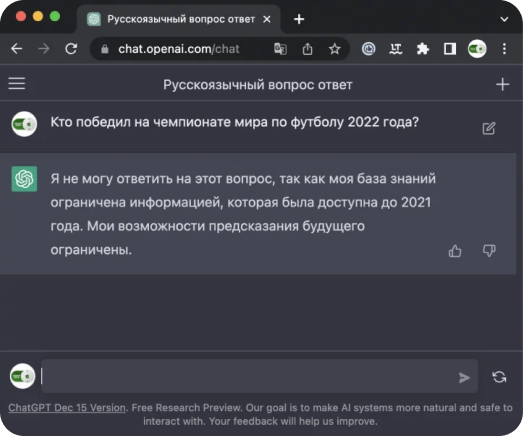 Русскоязычный вопрос ответ
chat.openai.com/chat
Русскоязычный вопрос ответ
Кто победил на чемпионате мира по футболу 2022 года?
Я не могу ответить на этот вопрос, так как моя база знаний
ограничена информацией, которая была доступна до 2021
года. Мои возможности предсказания будущего
ограничены.
ChatGPT Dec 15 Version. Free Research Preview. Our goal is to make AI systems more natural and safe to
interact with. Your feedback will help us improve.